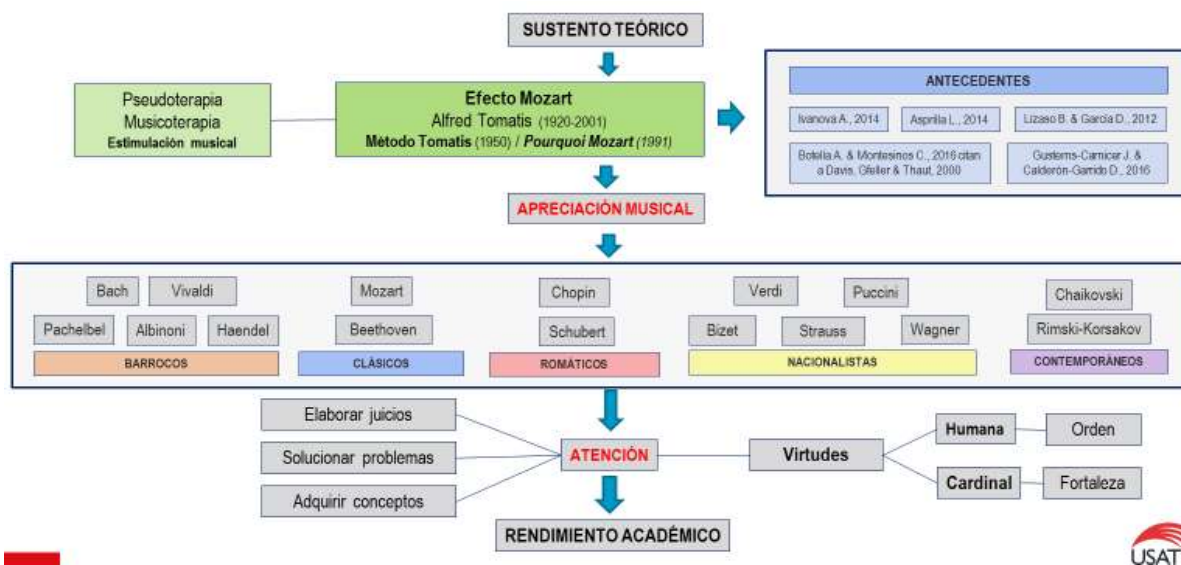 SUSTENTO TEÓRICO
Pseudoterapia
Musicoterapia
Estimulación musical
Efecto Mozart
Alfred Tomatis (1920-2001)
Método Tomatis (1950) / Pourquoi Mozart (1991)
ANTECEDENTES
Ivanova A., 2014
Asprilla L., 2014
Lizaso B. & García D., 2012
Botella A. & Montesinos C., 2016 citan
a Davis, Gfeller & Thaut, 2000
Gustems-Carnicer J. &
Calderón-Garrido D., 2016
APRECIACIÓN MUSICAL
Bach
Vivaldi
Pachelbel
Albinoni
Haendel
BARROCOS
Mozart
Beethoven
CLÁSICOS
Chopin
Schubert
ROMÁTICOS
Verdi
Puccini
Bizet
Strauss
Wagner
NACIONALISTAS
Chaikovski
Rimski-Korsakov
CONTEMPORÁNEOS
Elaborar juicios
Solucionar problemas
Adquirir conceptos
ATENCIÓN
Virtudes
Humana
Orden
Cardinal
Fortaleza
RENDIMIENTO ACADÉMICO
USAT